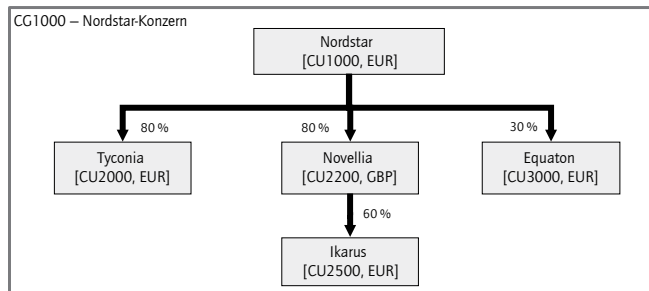 CG1000 – Nordstar-Konzern
Nordstar
[CU1000, EUR]
80 %
80 %
30 %
Tyconia
[CU2000, EUR]
Novellia
[CU2200, GBP]
Equaton
[CU3000, EUR]
60 %
Ikarus
[CU2500, EUR]